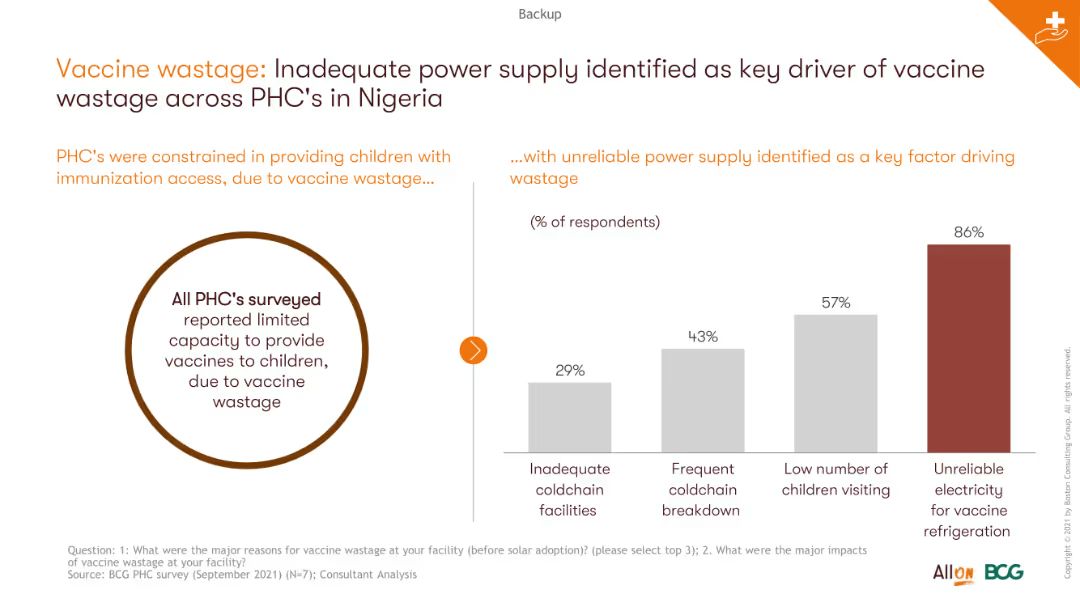 Backup
Vaccine wastage: Inadequate power supply identified as key driver of vaccine
wastage across PHC's in Nigeria
PHC's were constrained in providing children with
immunization access, due to vaccine wastage...
All PHC's surveyed
reported limited
capacity to provide
vaccines to children,
due to vaccine
wastage
...with unreliable power supply identified as a key factor driving
wastage
(% of respondents)
29%
43%
57%
86%
Inadequate
coldchain
facilities
Frequent
coldchain
breakdown
Low number of
children visiting
Unreliable
electricity
for vaccine
refrigeration
Question: 1: What were the major reasons for vaccine wastage at your facility (before solar adoption)? (please select top 3); 2. What were the major impacts
of vaccine wastage at your facility?
Source: BCG PHC survey (September 2021) (N=7); Consultant Analysis
All ON
BCG
Copyright © 2021 by Boston Consulting Group. All rights reserved.